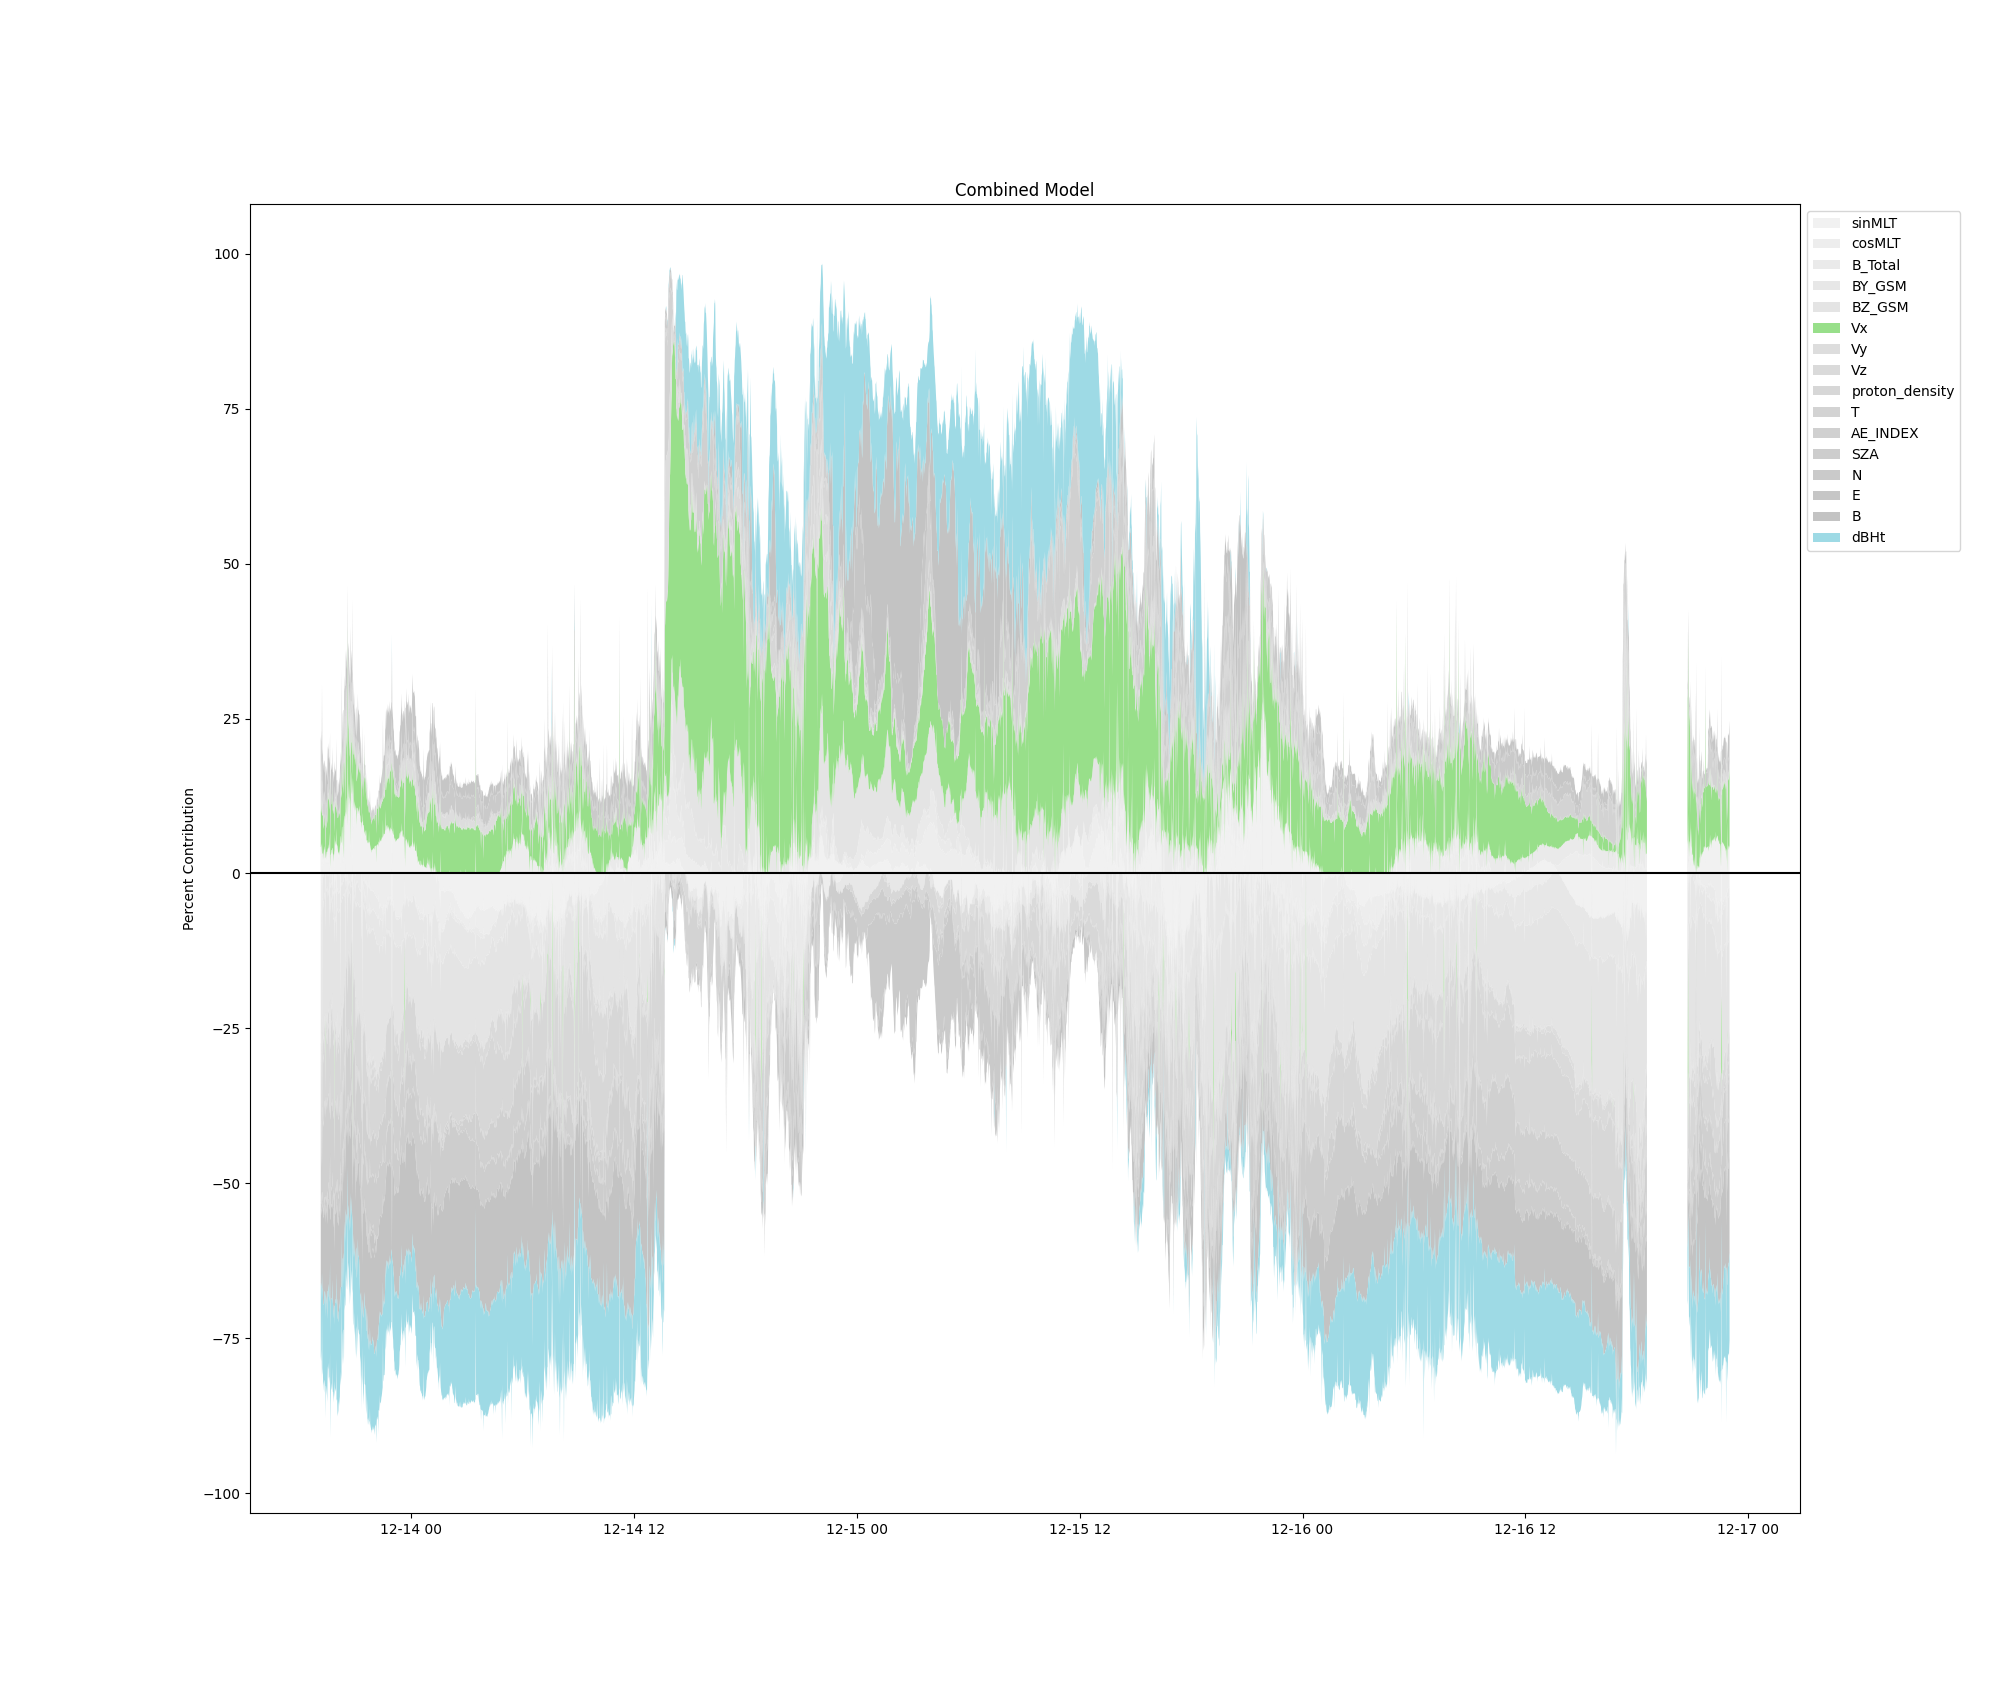 Combined Model
100
75
50
25
0
−25
−50
−75
−100
Percent Contribution
12-14 00
12-14 12
12-15 00
12-15 12
12-16 00
12-16 12
12-17 00
sinMLT
cosMLT
B_Total
BY_GSM
BZ_GSM
Vx
Vy
Vz
proton_density
T
AE_INDEX
SZA
N
E
B
dBHt